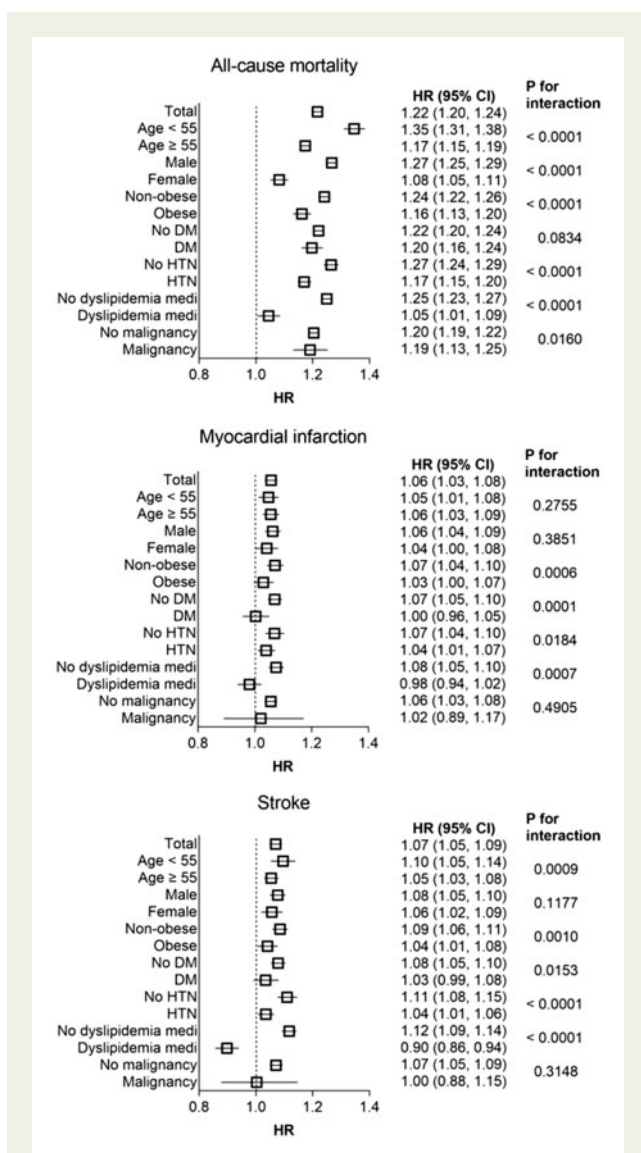 All-cause mortality
HR (95% CI) P for interaction
Total 1.22 (1.20, 1.24)
Age < 55 1.35 (1.31, 1.38)
< 0.0001
Age ≥ 55 1.17 (1.15, 1.19)
Male 1.27 (1.25, 1.29)
< 0.0001
Female 1.08 (1.05, 1.11)
Non-obese 1.24 (1.22, 1.26)
< 0.0001
Obese 1.16 (1.13, 1.20)
No DM 1.22 (1.20, 1.24)
0.0834
DM 1.20 (1.16, 1.24)
No HTN 1.27 (1.24, 1.29)
< 0.0001
HTN 1.17 (1.15, 1.20)
No dyslipidemia medi 1.25 (1.23, 1.27)
< 0.0001
Dyslipidemia medi 1.05 (1.01, 1.09)
No malignancy 1.20 (1.19, 1.22)
0.0160
Malignancy 1.19 (1.13, 1.25)
0.8 1.0 1.2 1.4
HR
Myocardial infarction
HR (95% CI) P for interaction
Total 1.06 (1.03, 1.08)
Age < 55 1.05 (1.01, 1.08)
0.2755
Age ≥ 55 1.06 (1.03, 1.09)
Male 1.06 (1.04, 1.09)
0.3851
Female 1.04 (1.00, 1.08)
Non-obese 1.07 (1.04, 1.10)
0.0006
Obese 1.03 (1.00, 1.07)
No DM 1.07 (1.05, 1.10)
0.0001
DM 1.00 (0.96, 1.05)
No HTN 1.07 (1.04, 1.10)
0.0184
HTN 1.04 (1.01, 1.07)
No dyslipidemia medi 1.08 (1.05, 1.10)
0.0007
Dyslipidemia medi 0.98 (0.94, 1.02)
No malignancy 1.06 (1.03, 1.08)
0.4905
Malignancy 1.02 (0.89, 1.17)
0.8 1.0 1.2 1.4
HR
Stroke
HR (95% CI) P for interaction
Total 1.07 (1.05, 1.09)
Age < 55 1.10 (1.05, 1.14)
0.0009
Age ≥ 55 1.05 (1.03, 1.08)
Male 1.08 (1.05, 1.10)
0.1177
Female 1.06 (1.02, 1.09)
Non-obese 1.09 (1.06, 1.11)
0.0010
Obese 1.04 (1.01, 1.08)
No DM 1.08 (1.05, 1.10)
0.0153
DM 1.03 (0.99, 1.08)
No HTN 1.11 (1.08, 1.15)
< 0.0001
HTN 1.04 (1.01, 1.06)
No dyslipidemia medi 1.12 (1.09, 1.14)
< 0.0001
Dyslipidemia medi 0.90 (0.86, 0.94)
No malignancy 1.07 (1.05, 1.09)
0.3148
Malignancy 1.00 (0.88, 1.15)
0.8 1.0 1.2 1.4
HR